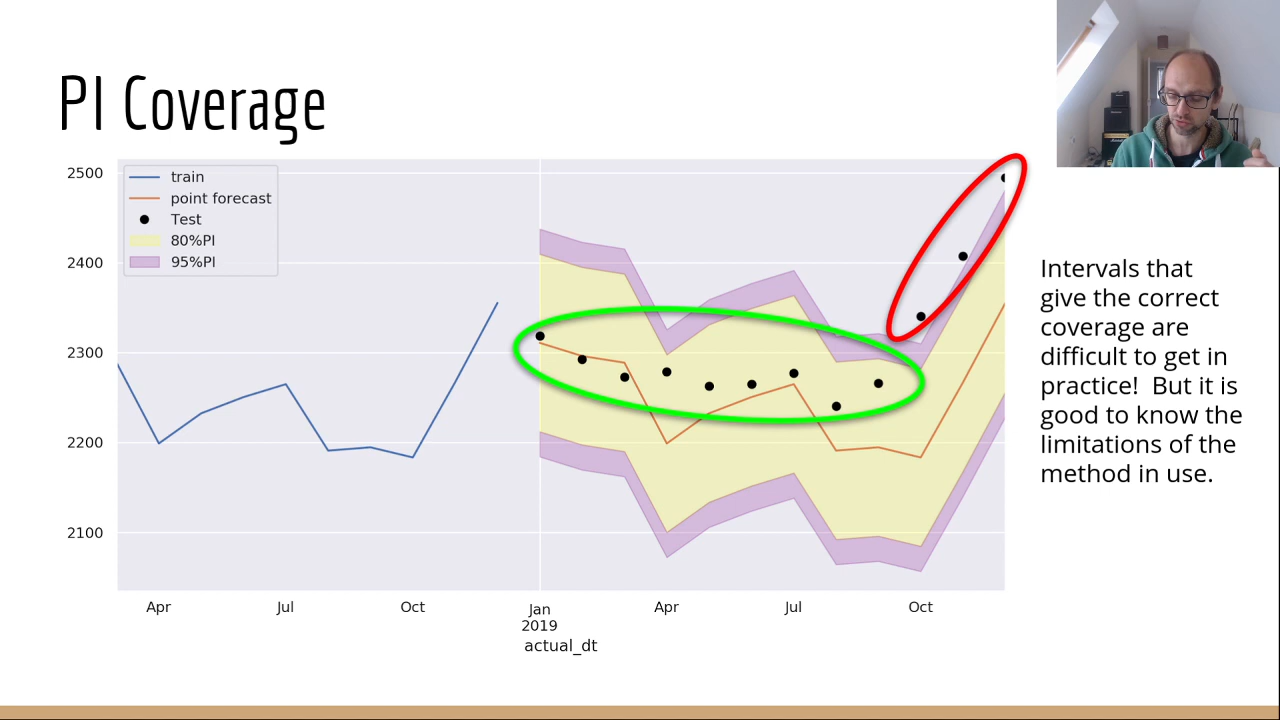 PI Coverage
2500
2400
2300
2200
2100
train
point forecast
Test
80%PI
95%PI
Apr
Jul
Oct
Jan
2019
Apr
Jul
Oct
actual_dt
Intervals that
give the correct
coverage are
difficult to get in
practice!  But it is
good to know the
limitations of the
method in use.